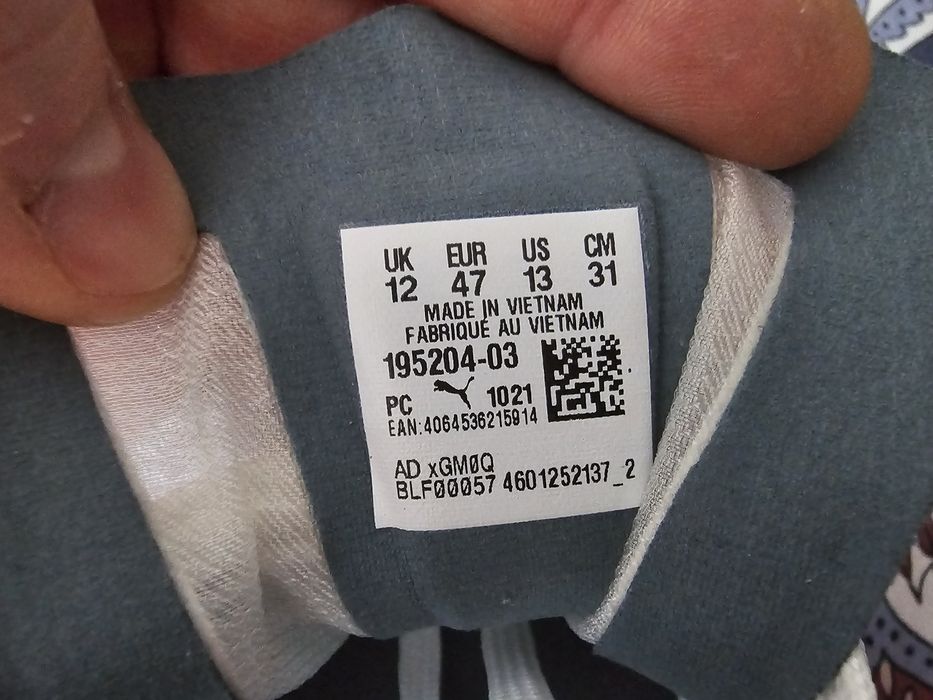 UK EUR US CM
12 47 13 31
MADE IN VIETNAM
FABRIQUÉ AU VIETNAM
195204-03
PC 1021
EAN:4064536215914
AD xGM0Q
BLF00057 4601252137_2